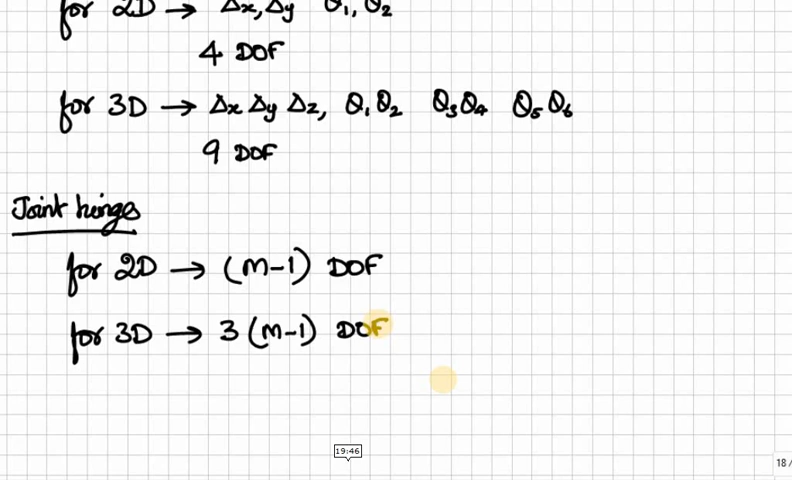 for 2D → Δx, Δy θ₁, θ₂
4 DOF
for 3D → Δx Δy Δz, θ₁ θ₂ θ₃ θ₄ θ₅ θ₆
9 DOF
Joint hinges
for 2D → (m-1) DOF
for 3D → 3 (m-1) DOF
19:46
18 /